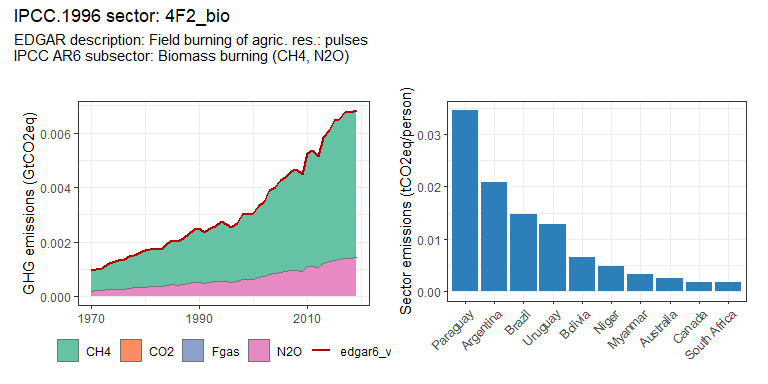 IPCC.1996 sector: 4F2_bio
EDGAR description: Field burning of agric. res.: pulses
IPCC AR6 subsector: Biomass burning (CH4, N2O)
GHG emissions (GtCO2eq)
0.006
0.004
0.002
0.000
1970
1990
2010
CH4
CO2
Fgas
N2O
edgar6_v
Sector emissions (tCO2eq/person)
0.03
0.02
0.01
0.00
Paraguay
Argentina
Brazil
Uruguay
Bolivia
Niger
Myanmar
Australia
Canada
South Africa